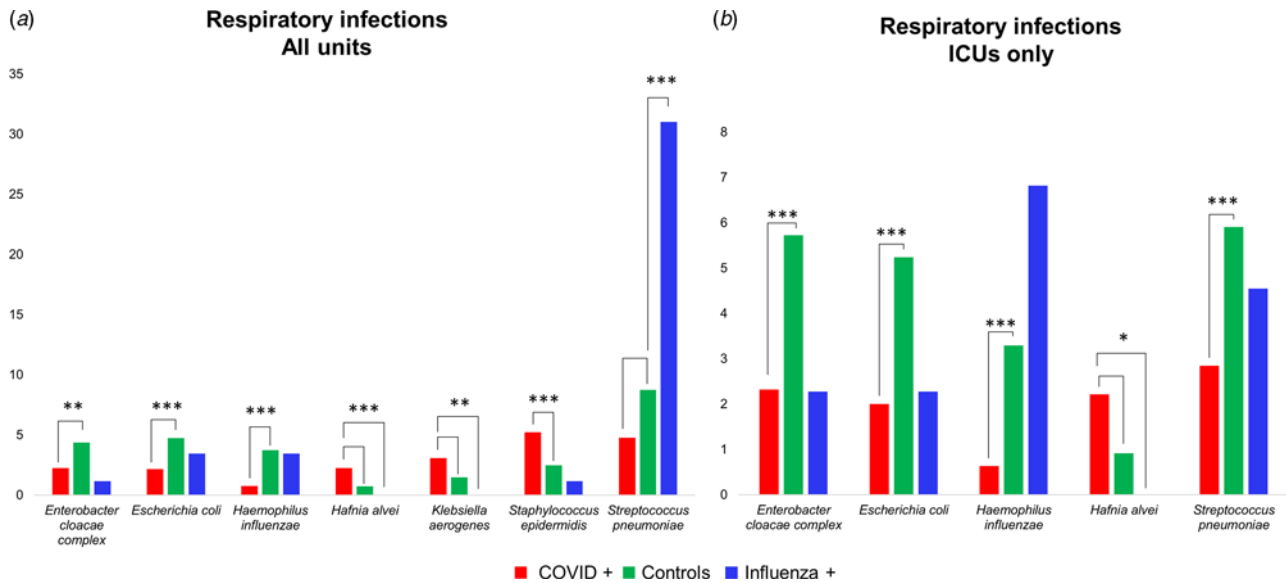 (a)
Respiratory infections
All units
35
30
25
20
15
10
5
0
**
***
***
***
**
***
***
Enterobacter
cloacae
complex
Escherichia coli
Haemophilus
influenzae
Hafnia alvei
Klebsiella
aerogenes
Staphylococcus
epidermidis
Streptococcus
pneumoniae
(b)
Respiratory infections
ICUs only
8
7
6
5
4
3
2
1
0
***
***
***
*
***
Enterobacter
cloacae complex
Escherichia coli
Haemophilus
influenzae
Hafnia alvei
Streptococcus
pneumoniae
COVID + Controls Influenza +